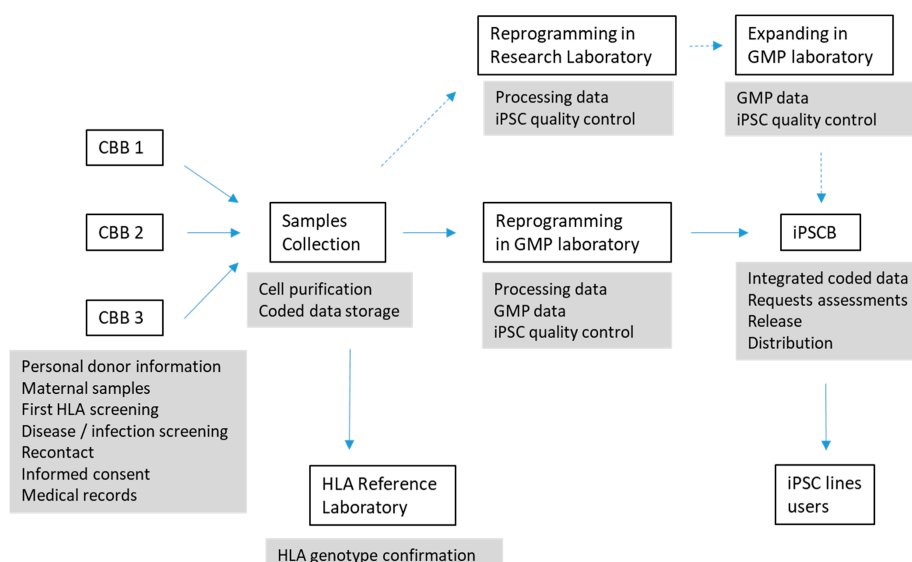 Reprogramming in
Research Laboratory
Processing data
iPSC quality control
Expanding in
GMP laboratory
GMP data
iPSC quality control
CBB 1
CBB 2
CBB 3
Personal donor information
Maternal samples
First HLA screening
Disease / infection screening
Recontact
Informed consent
Medical records
Samples
Collection
Cell purification
Coded data storage
Reprogramming
in GMP laboratory
Processing data
GMP data
iPSC quality control
iPSCB
Integrated coded data
Requests assessments
Release
Distribution
HLA Reference
Laboratory
HLA genotype confirmation
iPSC lines
users